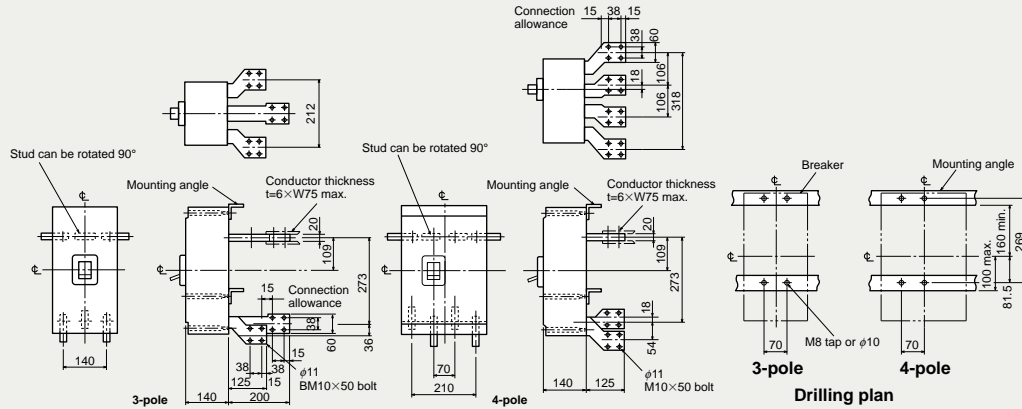 Connection
allowance
15 38 15
38
60
18
106
106
318
212
Stud can be rotated 90°
Mounting angle
Conductor thickness
t=6×W75 max.
℄
℄
20
109
273
15
Connection
allowance
38
60
36
15
38 38
125 15
140 200
φ11
BM10×50 bolt
140
3-pole
Stud can be rotated 90°
Mounting angle
Conductor thickness
t=6×W75 max.
℄
℄
20
109
273
18
54
70
210
140 125
φ11
M10×50 bolt
4-pole
Breaker
Mounting angle
℄
℄
℄
160 min.
100 max.
269
81.5
M8 tap or φ10
70
70
3-pole
4-pole
Drilling plan